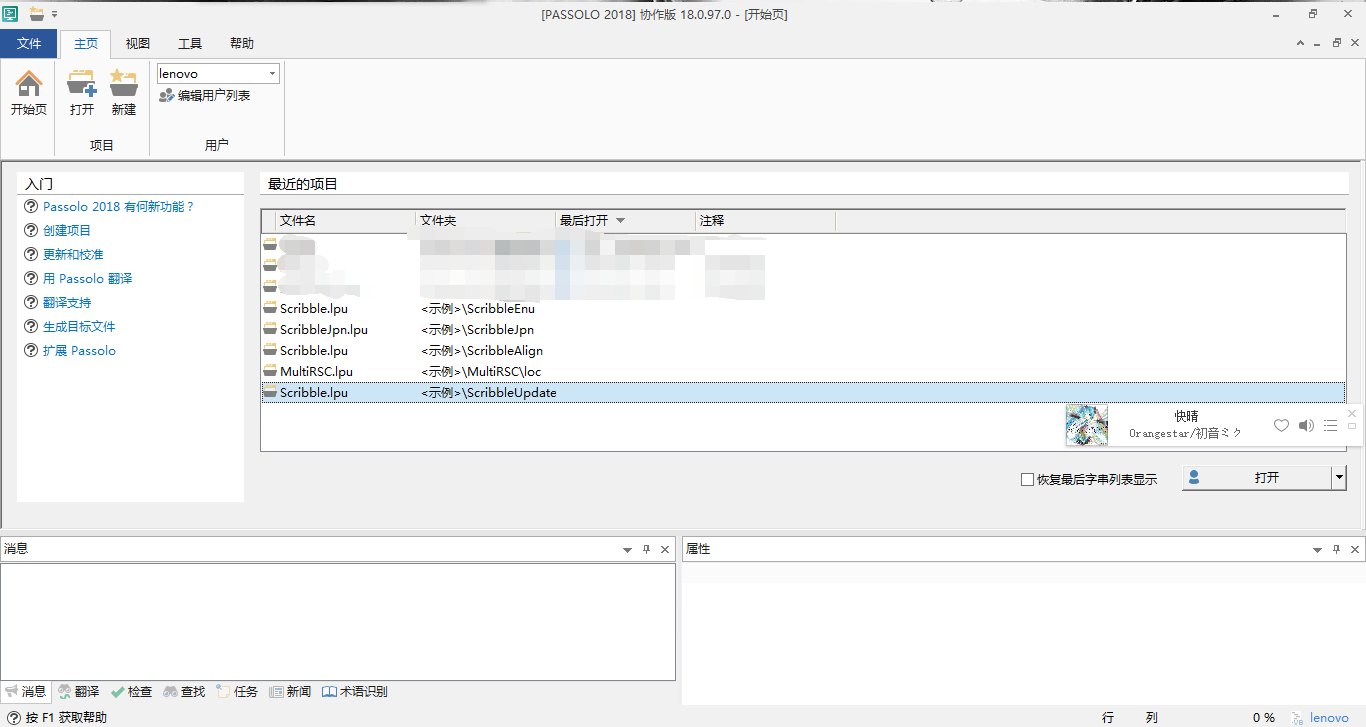 [PASSOLO 2018] 协作版 18.0.97.0 - [开始页]
文件 主页 视图 工具 帮助
lenovo
编辑用户列表
开始页 打开 新建
项目 用户
入门
Passolo 2018 有何新功能？
创建项目
更新和校准
用 Passolo 翻译
翻译支持
生成目标文件
扩展 Passolo
最近的项目
文件名 文件夹 最后打开 注释
Scribble.lpu <示例>\ScribbleEnu
ScribbleJpn.lpu <示例>\ScribbleJpn
Scribble.lpu <示例>\ScribbleAlign
MultiRSC.lpu <示例>\MultiRSC\loc
Scribble.lpu <示例>\ScribbleUpdate
快晴
Orangestar/初音ミク
恢复最后字串列表显示 打开
消息
属性
消息 翻译 检查 查找 任务 新闻 术语识别
按 F1 获取帮助 行 列 0 % lenovo